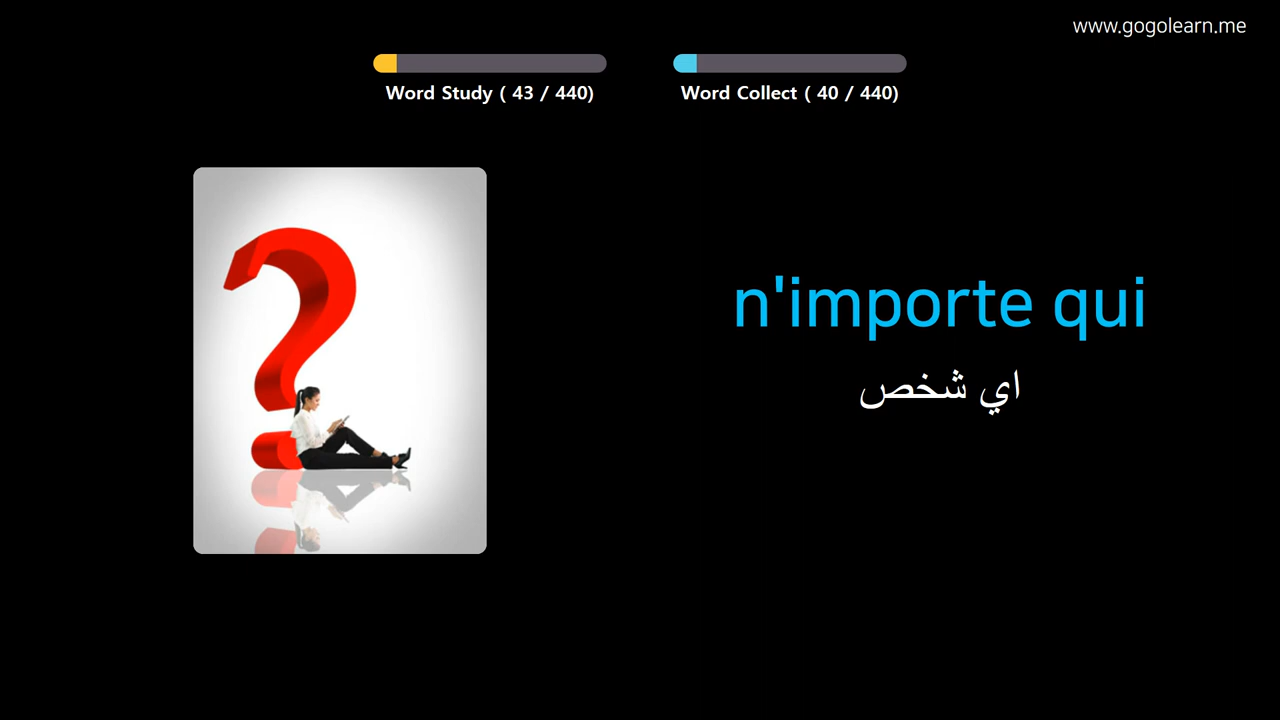 www.gogolearn.me
Word Study ( 43 / 440)
Word Collect ( 40 / 440)
n'importe qui
اي شخص